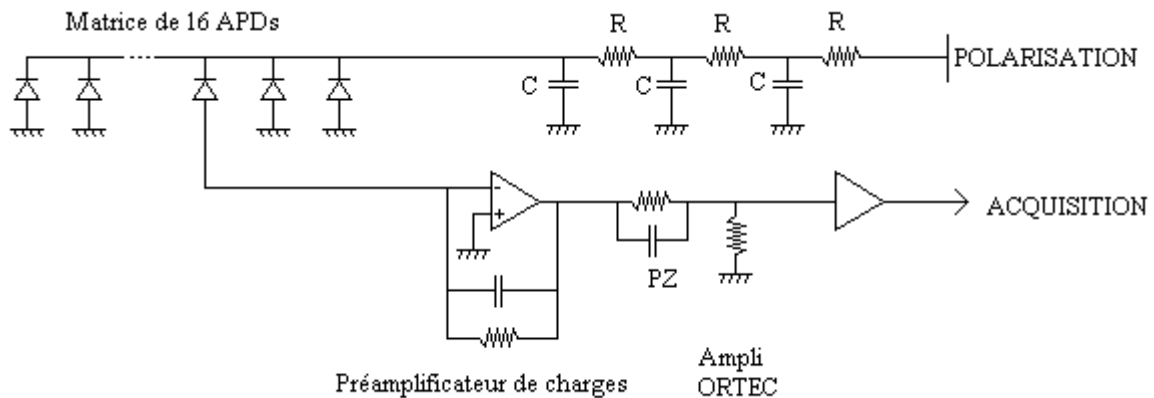 Matrice de 16 APDs
R
R
R
POLARISATION
C
C
C
-
+
ACQUISITION
PZ
Préamplificateur de charges
Ampli
ORTEC